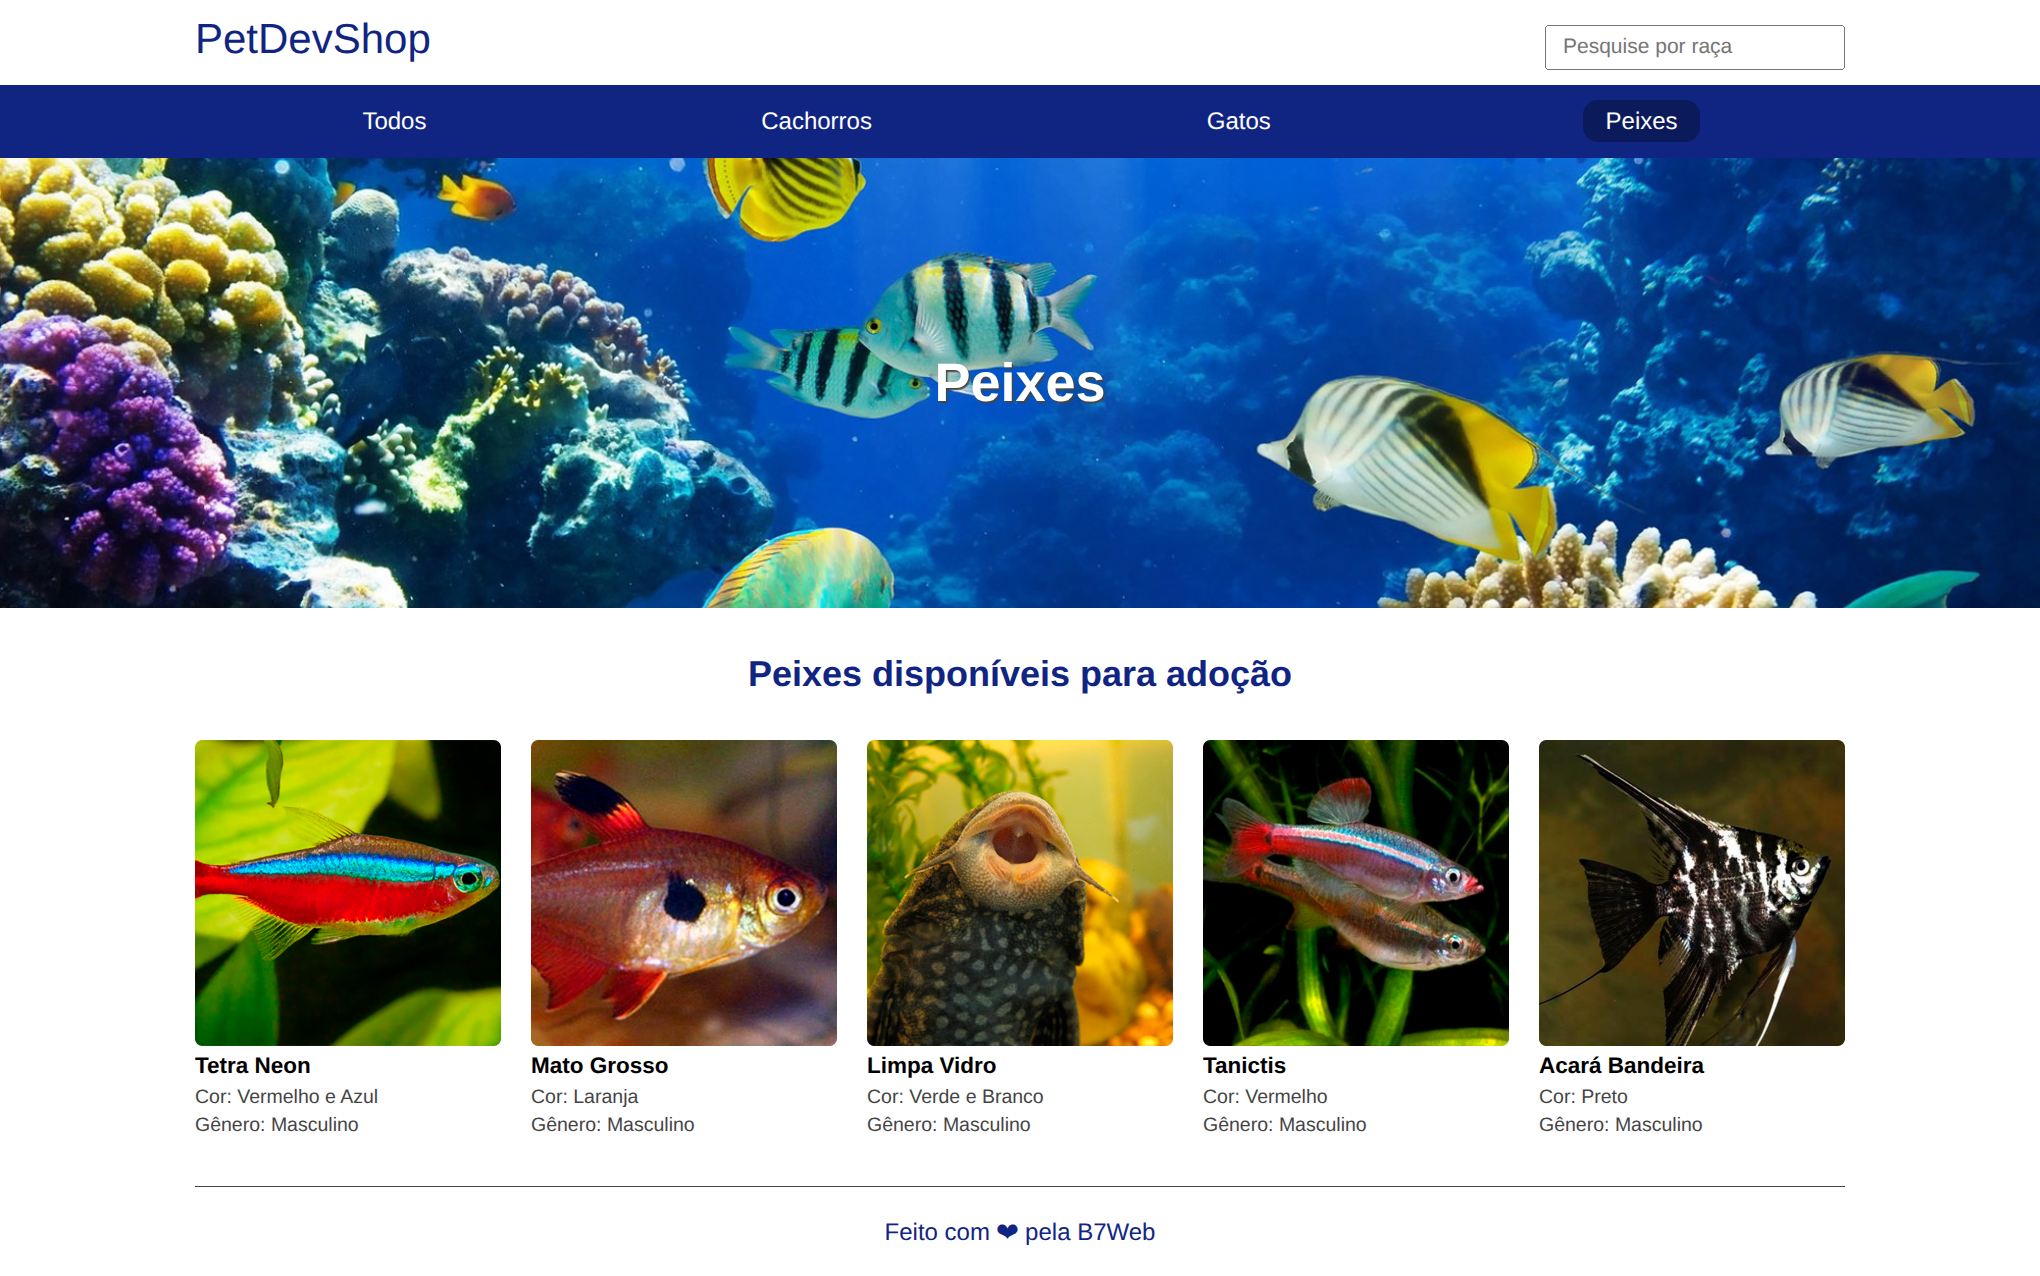 PetDevShop
Pesquise por raça
Todos
Cachorros
Gatos
Peixes
Peixes
Peixes disponíveis para adoção
Tetra Neon
Cor: Vermelho e Azul
Gênero: Masculino
Mato Grosso
Cor: Laranja
Gênero: Masculino
Limpa Vidro
Cor: Verde e Branco
Gênero: Masculino
Tanictis
Cor: Vermelho
Gênero: Masculino
Acará Bandeira
Cor: Preto
Gênero: Masculino
Feito com ❤ pela B7Web